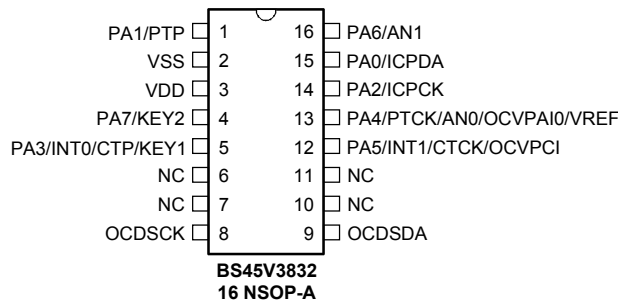 PA1/PTP 1 16 PA6/AN1
VSS 2 15 PA0/ICPDA
VDD 3 14 PA2/ICPCK
PA7/KEY2 4 13 PA4/PTCK/AN0/OCVPAI0/VREF
PA3/INT0/CTP/KEY1 5 12 PA5/INT1/CTCK/OCVPCI
NC 6 11 NC
NC 7 10 NC
OCDSCK 8 9 OCDSDA
BS45V3832
16 NSOP-A